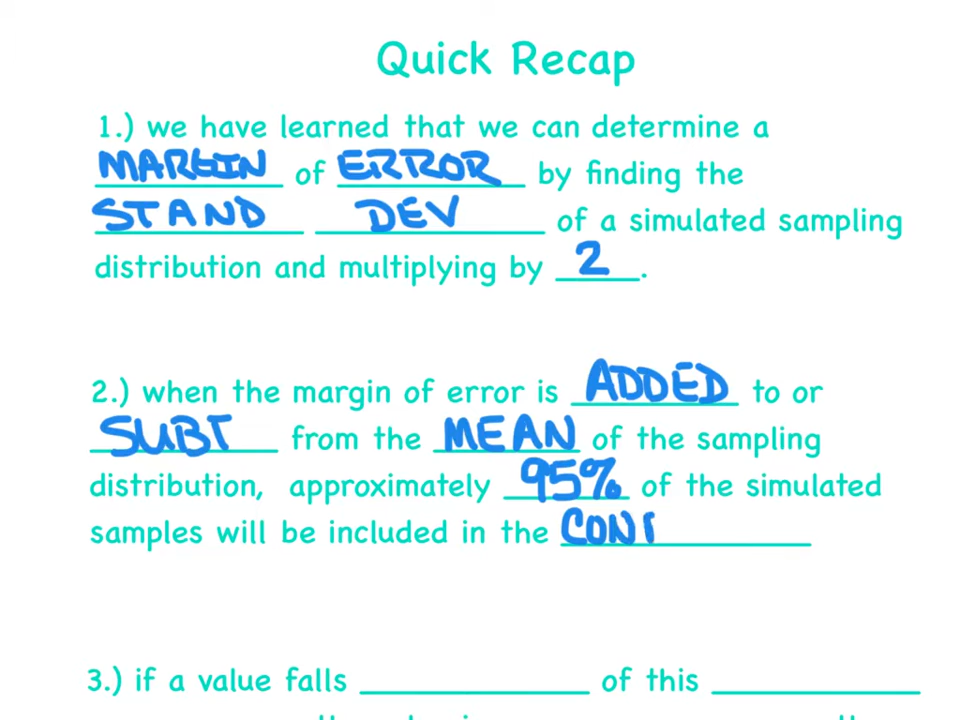 Quick Recap
1.) we have learned that we can determine a
MARGIN of ERROR by finding the
STAND DEV of a simulated sampling
distribution and multiplying by 2.
2.) when the margin of error is ADDED to or
SUBT from the MEAN of the sampling
distribution, approximately 95% of the simulated
samples will be included in the CONF
3.) if a value falls __________ of this __________